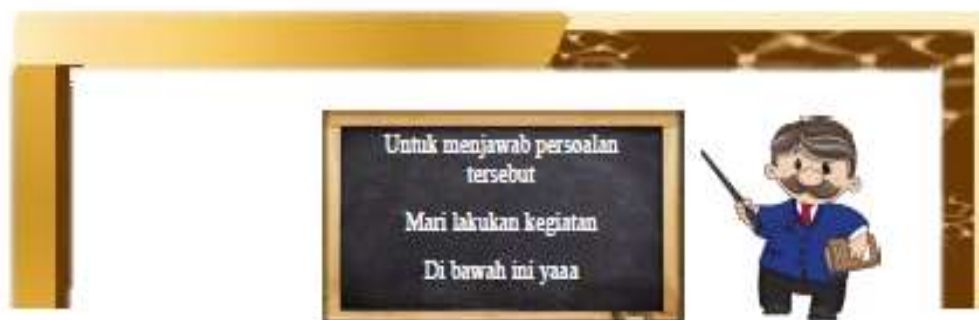 Untuk menjawab persoalan
tersebut
Mari lakukan kegiatan
Di bawah ini yaaa